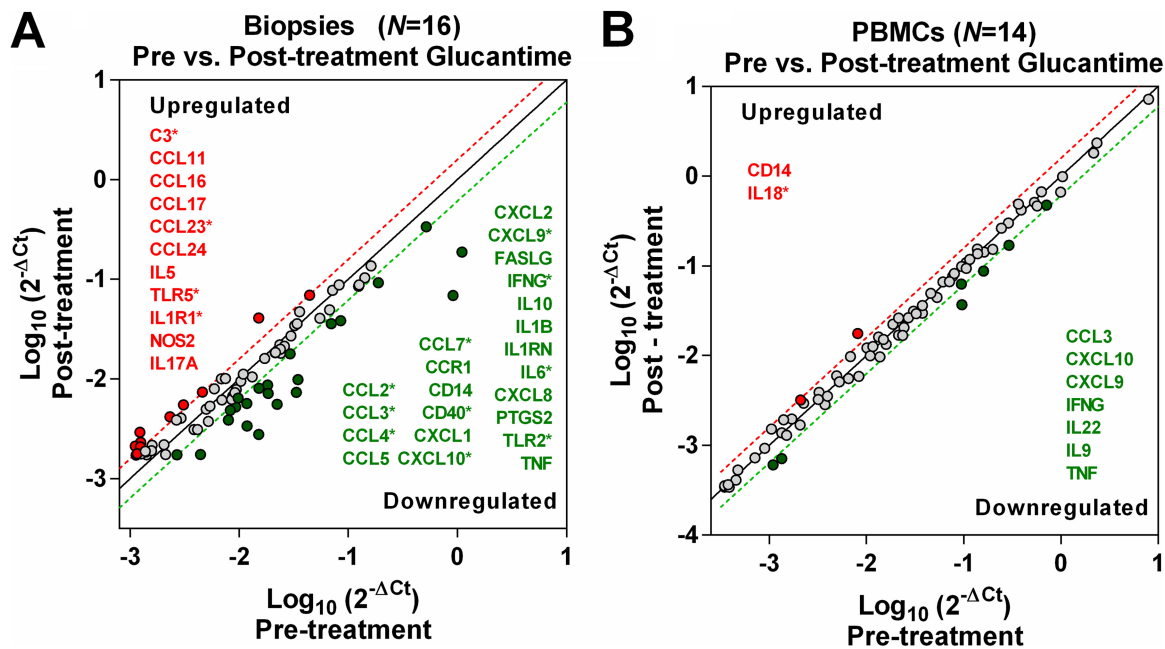 A
Biopsies (N=16)
Pre vs. Post-treatment Glucantime
Upregulated
C3*
CCL11
CCL16
CCL17
CCL23*
CCL24
IL5
TLR5*
IL1R1*
NOS2
IL17A
CCL2*
CCL3*
CCL4*
CCL5
CCL7*
CCR1
CD14
CD40*
CXCL1
CXCL10*
CXCL2
CXCL9*
FASLG
IFNG*
IL10
IL1B
IL1RN
IL6*
CXCL8
PTGS2
TLR2*
TNF
Downregulated
1
0
-1
-2
-3
-3
-2
-1
0
1
Log10 (2-ΔCt)
Post-treatment
Log10 (2-ΔCt)
Pre-treatment
B
PBMCs (N=14)
Pre vs. Post-treatment Glucantime
Upregulated
CD14
IL18*
CCL3
CXCL10
CXCL9
IFNG
IL22
IL9
TNF
Downregulated
1
0
-1
-2
-3
-4
-3
-2
-1
0
1
Log10 (2-ΔCt)
Post - treatment
Log10 (2-ΔCt)
Pre-treatment